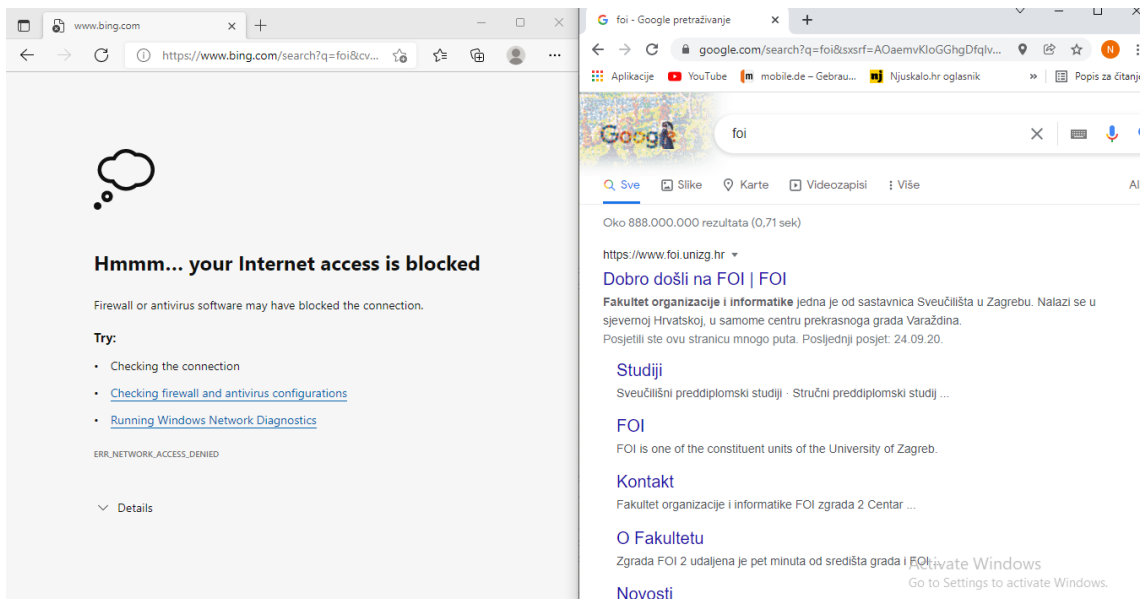 www.bing.com
https://www.bing.com/search?q=foi&cv...
Hmmm... your Internet access is blocked
Firewall or antivirus software may have blocked the connection.
Try:
• Checking the connection
• Checking firewall and antivirus configurations
• Running Windows Network Diagnostics
ERR_NETWORK_ACCESS_DENIED
Details
foi - Google pretraživanje
google.com/search?q=foi&sxsrf=AOaemvKIoGGhgDfqlv...
N
Aplikacije YouTube mobile.de – Gebrau... Njuskalo.hr oglasnik » Popis za čitanje
Google foi
Sve Slike Karte Videozapisi Više Al
Oko 888.000.000 rezultata (0,71 sek)
https://www.foi.unizg.hr
Dobro došli na FOI | FOI
Fakultet organizacije i informatike jedna je od sastavnica Sveučilišta u Zagrebu. Nalazi se u
sjevernoj Hrvatskoj, u samome centru prekrasnoga grada Varaždina.
Posjetili ste ovu stranicu mnogo puta. Posljednji posjet: 24.09.20.
Studiji
Sveučilišni preddiplomski studiji · Stručni preddiplomski studij ...
FOI
FOI is one of the constituent units of the University of Zagreb.
Kontakt
Fakultet organizacije i informatike FOI zgrada 2 Centar ...
O Fakultetu
Zgrada FOI 2 udaljena je pet minuta od središta grada i FOI ...
Novosti
Activate Windows
Go to Settings to activate Windows.